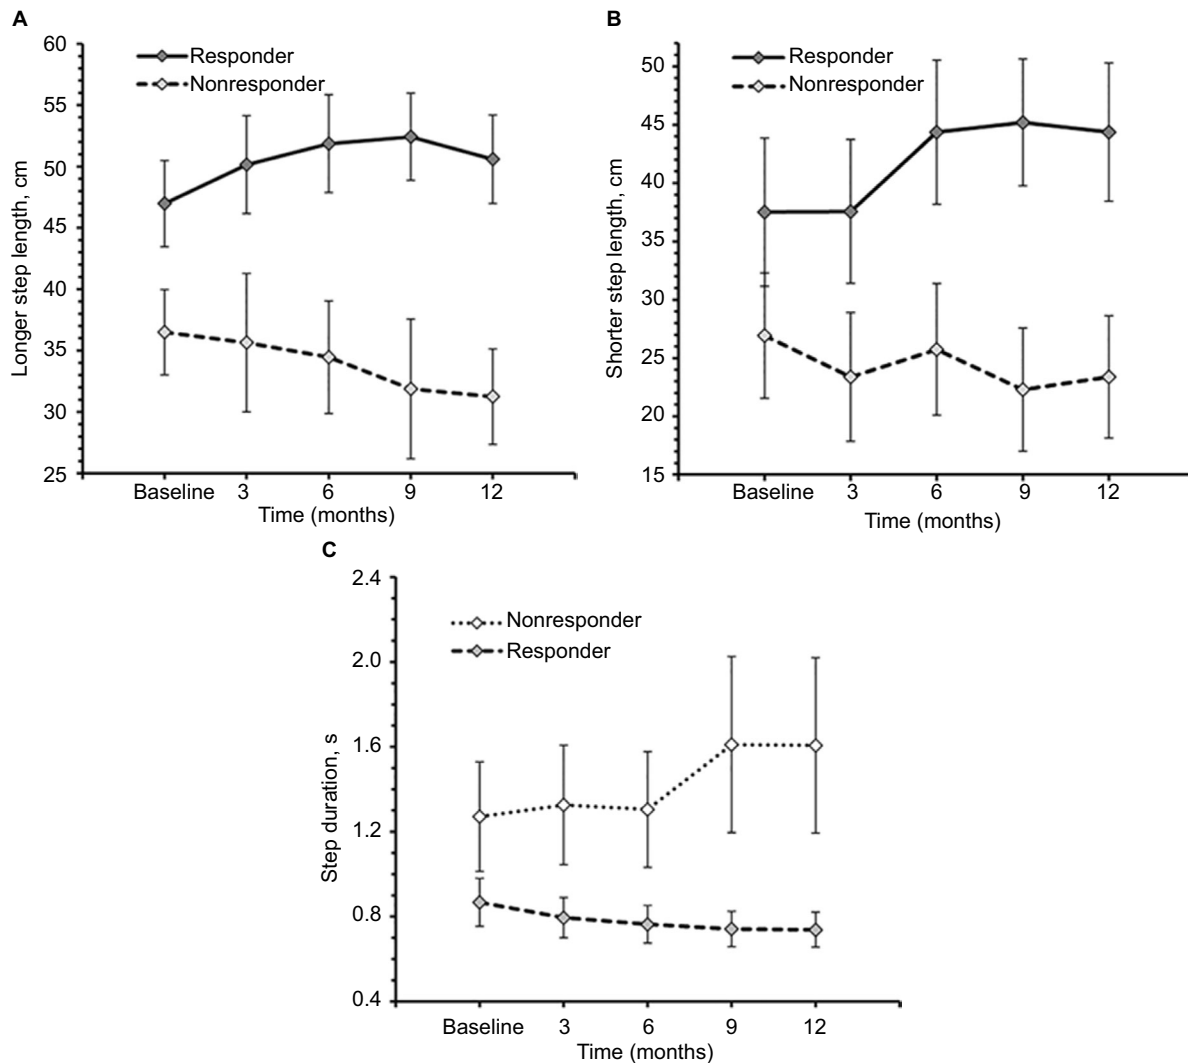 A
60
55
50
45
40
35
30
25
Longer step length, cm
Responder
Nonresponder
Baseline 3 6 9 12
Time (months)
B
50
45
40
35
30
25
20
15
Shorter step length, cm
Responder
Nonresponder
Baseline 3 6 9 12
Time (months)
C
2.4
2.0
1.6
1.2
0.8
0.4
Step duration, s
Nonresponder
Responder
Baseline 3 6 9 12
Time (months)